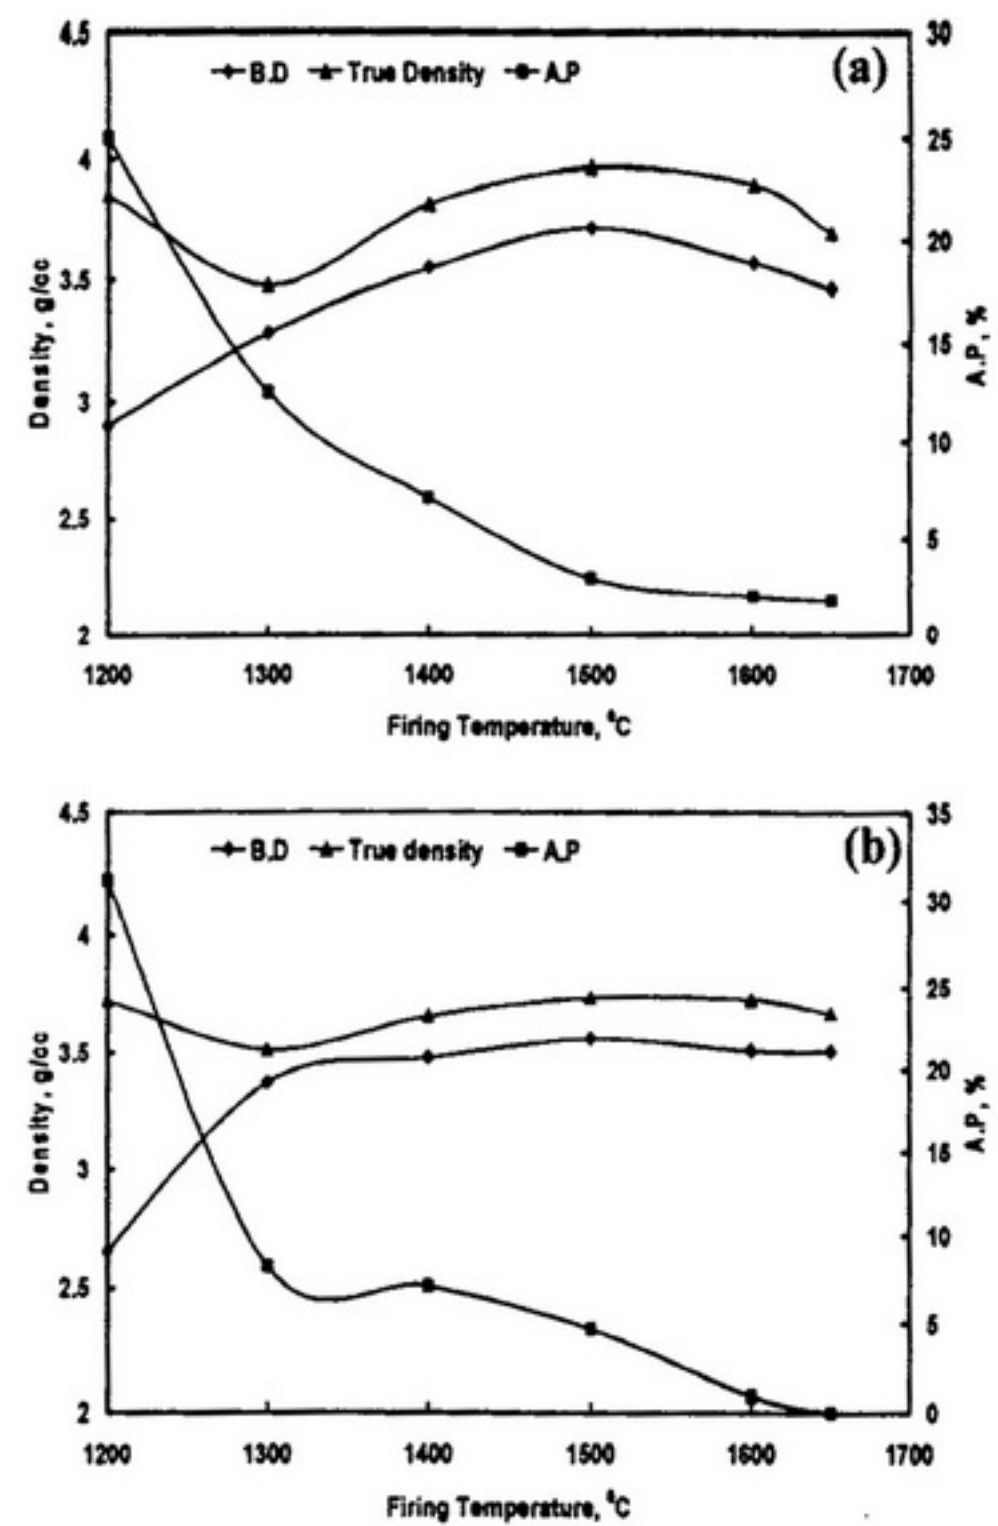 4.5 30
B.D True Density A.P (a)
4 25
20
3.5
15
3
10
2.5
5
2 0
Density, g/cc
A.P, %
1200 1300 1400 1500 1600 1700
Firing Temperature, °C
4.5 35
B.D True density A.P (b)
30
4
25
3.5
20
3 15
10
2.5
5
2 0
Density, g/cc
A.P, %
1200 1300 1400 1500 1600 1700
Firing Temperature, °C